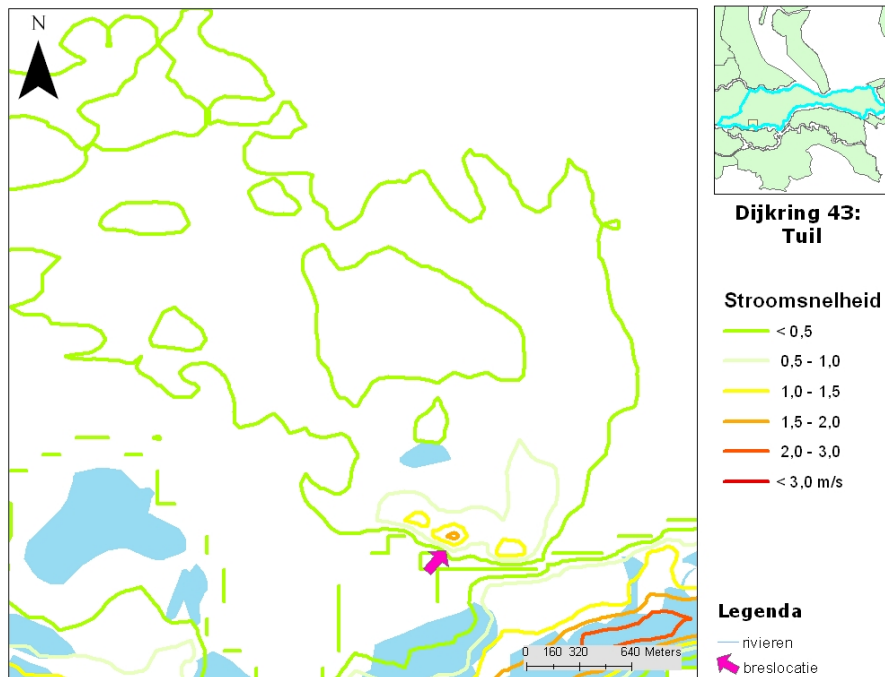 N
Dijkring 43:
Tuil
Stroomsnelheid
< 0,5
0,5 - 1,0
1,0 - 1,5
1,5 - 2,0
2,0 - 3,0
< 3,0 m/s
Legenda
rivieren
breslocatie
0 160 320 640 Meters